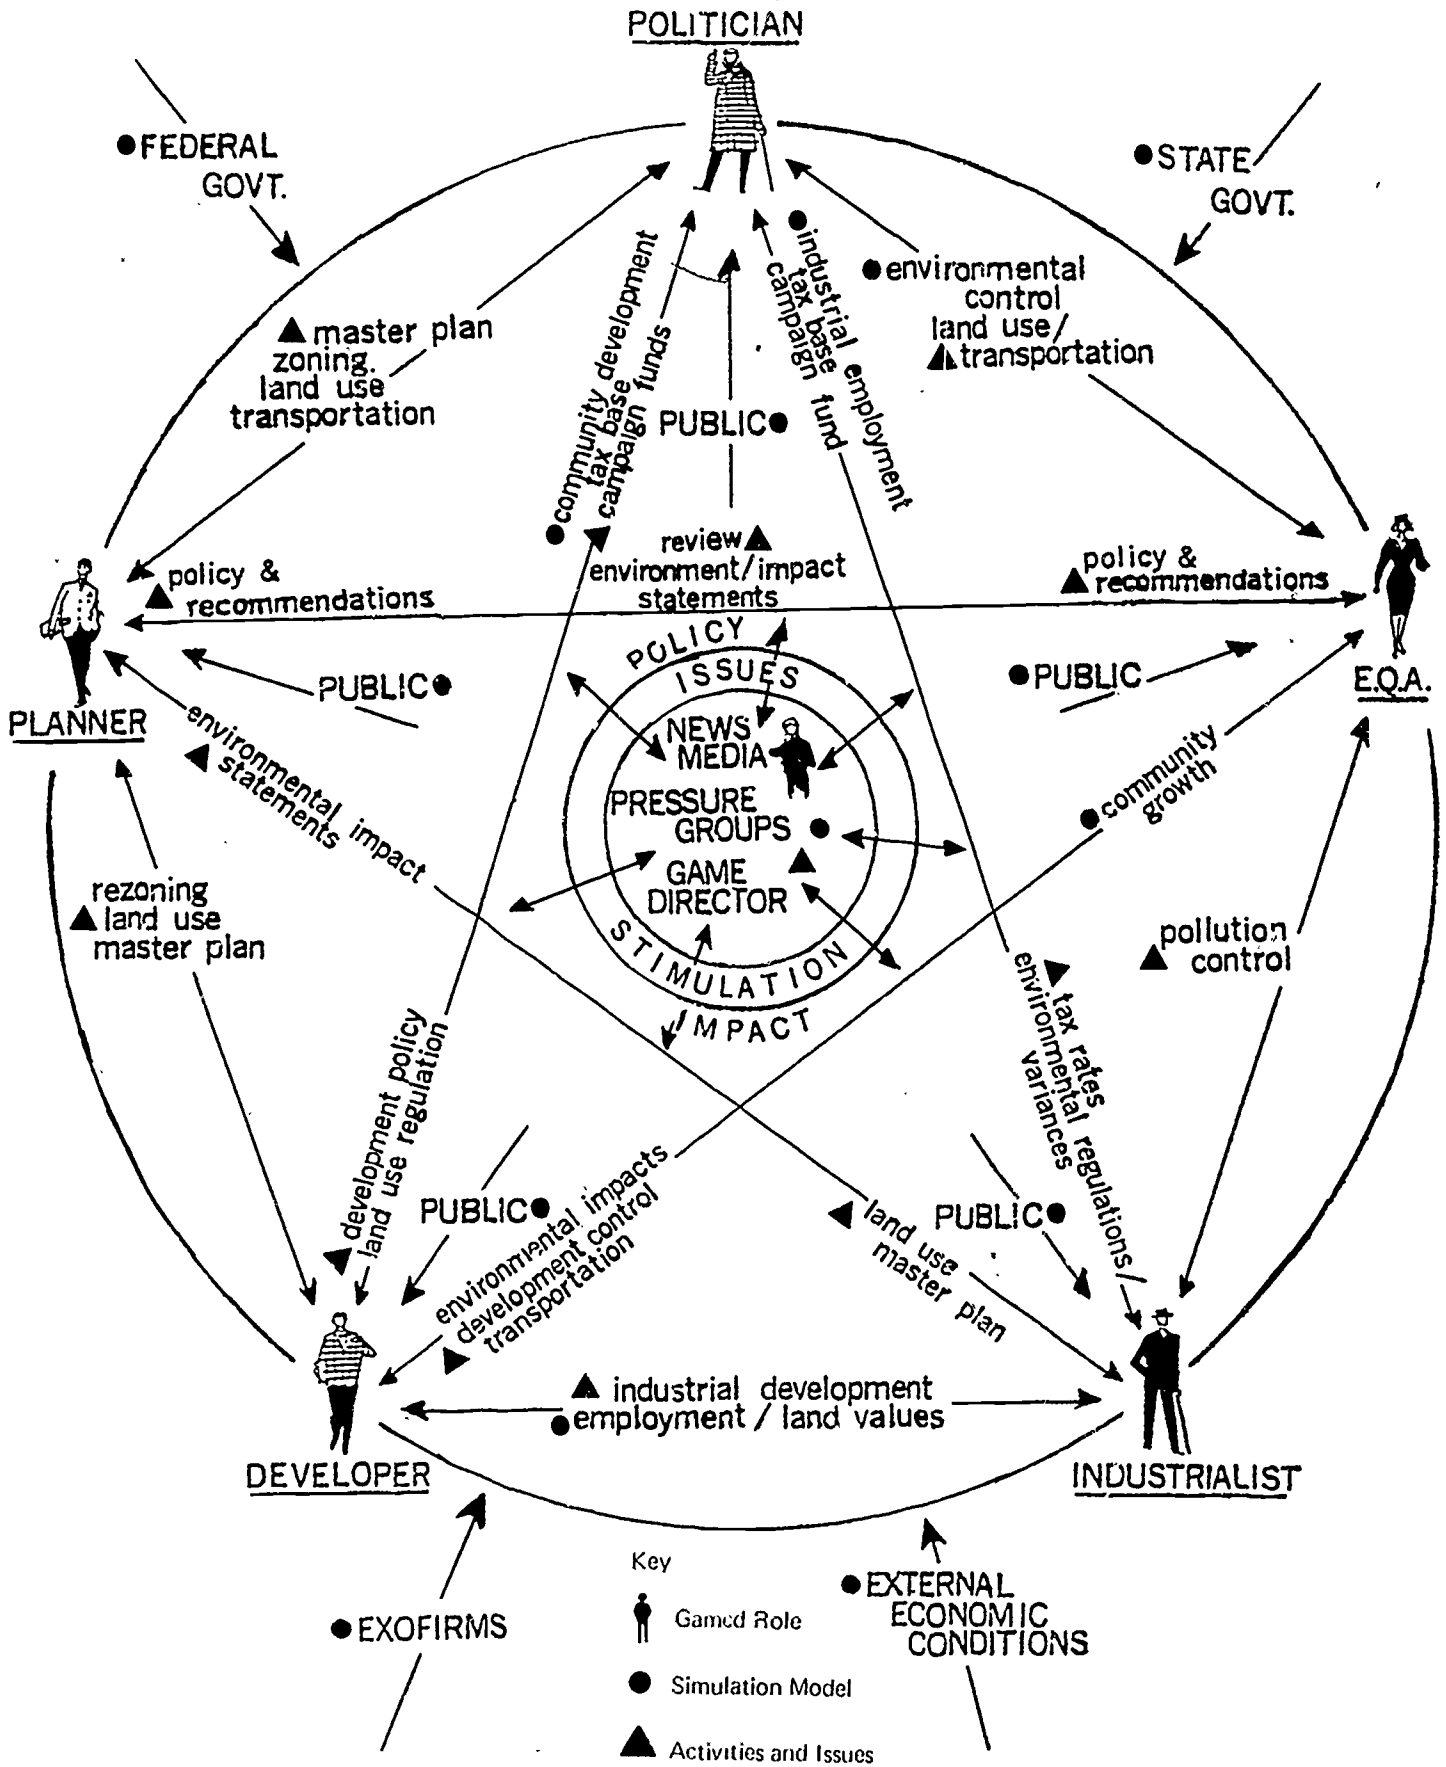 POLITICIAN
●FEDERAL
GOVT.
●STATE
GOVT.
▲ master plan
zoning.
land use
transportation
●community development
tax base
▲ campaign funds
PUBLIC●
●industrial employment
tax base
campaign fund
●environmental
control
land use/
▲transportation
review▲
environment/impact
statements
policy &
▲ recommendations
policy &
▲recommendations
PLANNER
PUBLIC●
●PUBLIC
E.Q.A.
POLICY
ISSUES
NEWS
MEDIA
PRESSURE
GROUPS ●
GAME ▲
DIRECTOR
STIMULATION
IMPACT
environmental impact
▲ statements
●community
growth
rezoning
▲land use
master plan
pollution
▲ control
▲ development policy
land use regulation
▲ tax rates
environmental regulations/
variances
PUBLIC●
environmental impacts
development control
▲ transportation
▲ land use
master plan
PUBLIC●
▲ industrial development
●employment / land values
DEVELOPER
INDUSTRIALIST
●EXOFIRMS
●EXTERNAL
ECONOMIC
CONDITIONS
Key
Gamed Role
● Simulation Model
▲ Activities and Issues